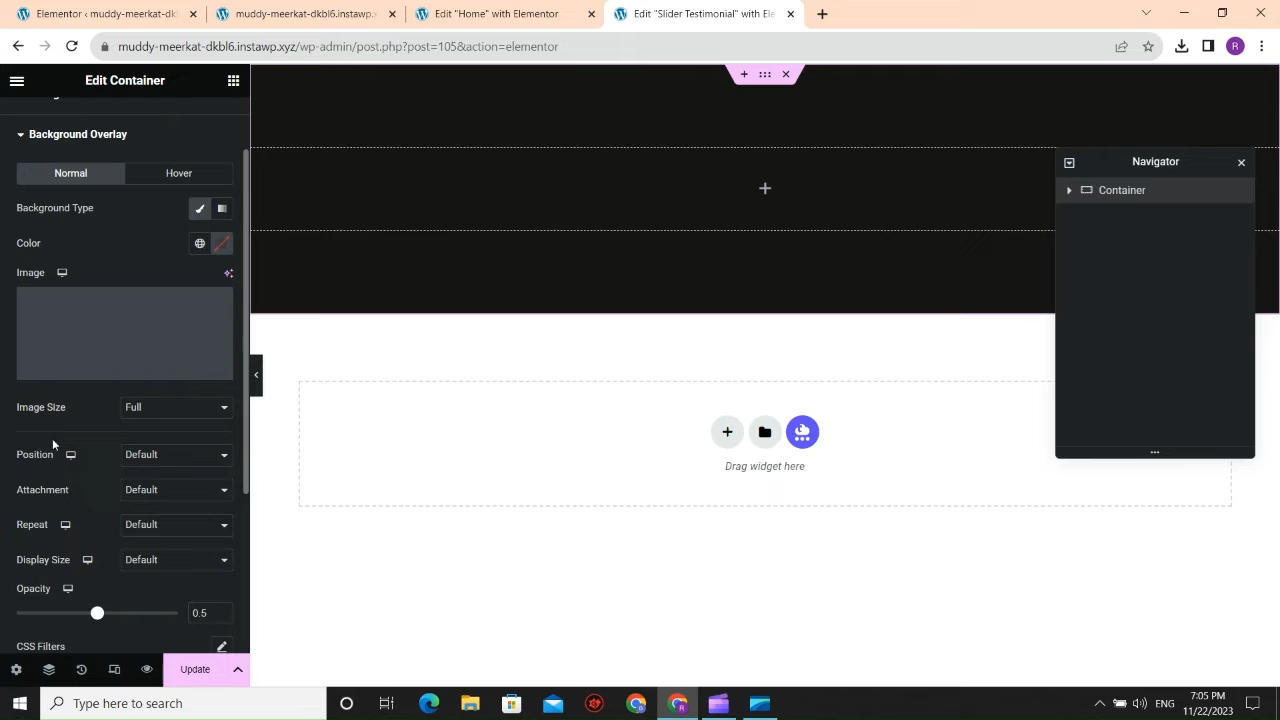 Elementor ‹ muddy-meerkat-dkbl
muddy-meerkat-dkbl6.instawp.
Edit "Home" with Elementor
Edit "Slider Testimonial" with Ele
muddy-meerkat-dkbl6.instawp.xyz/wp-admin/post.php?post=105&action=elementor
R
Edit Container
Background Overlay
Normal
Hover
Background Type
Color
Image
Image Size
Full
Position
Default
Attachment
Default
Repeat
Default
Display Size
Default
Opacity
0.5
CSS Filters
Update
Navigator
Container
Drag widget here
Type here to search
R
ENG
7:05 PM
11/22/2023